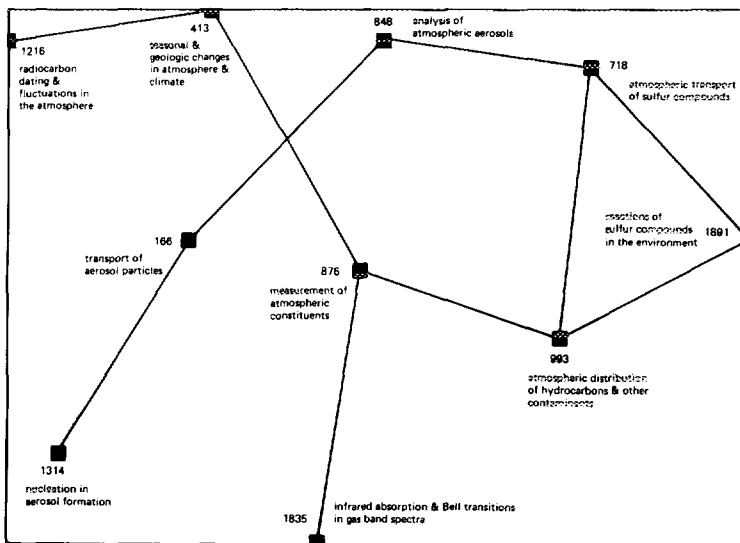 848
analysis of
atmospheric aerosols
413
seasonal &
geologic changes
in atmosphere &
climate
1216
radiocarbon
dating &
fluctuations in
the atmosphere
718
atmospheric transport
of sulfur compounds
166
transport of
aerosol particles
reactions of
sulfur compounds
in the environment
1891
876
measurement of
atmospheric
constituents
993
atmospheric distribution
of hydrocarbons & other
contaminents
1314
nucleation in
aerosol formation
1835
infrared absorption & Bell transitions
in gas band spectra